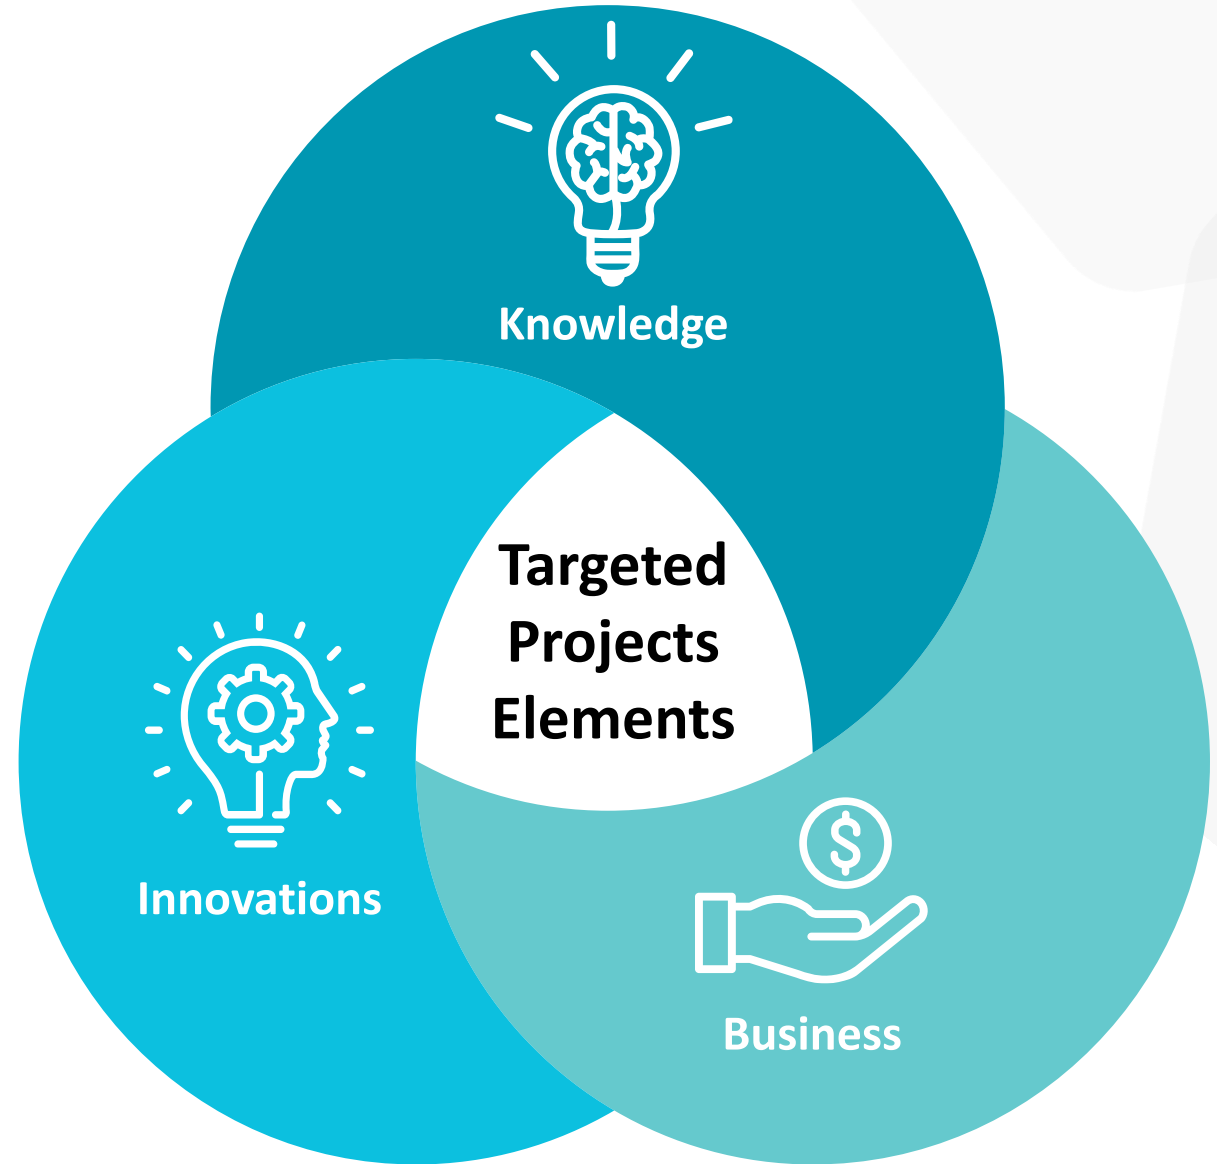 Knowledge
Targeted
Projects
Elements
Innovations
$
Business